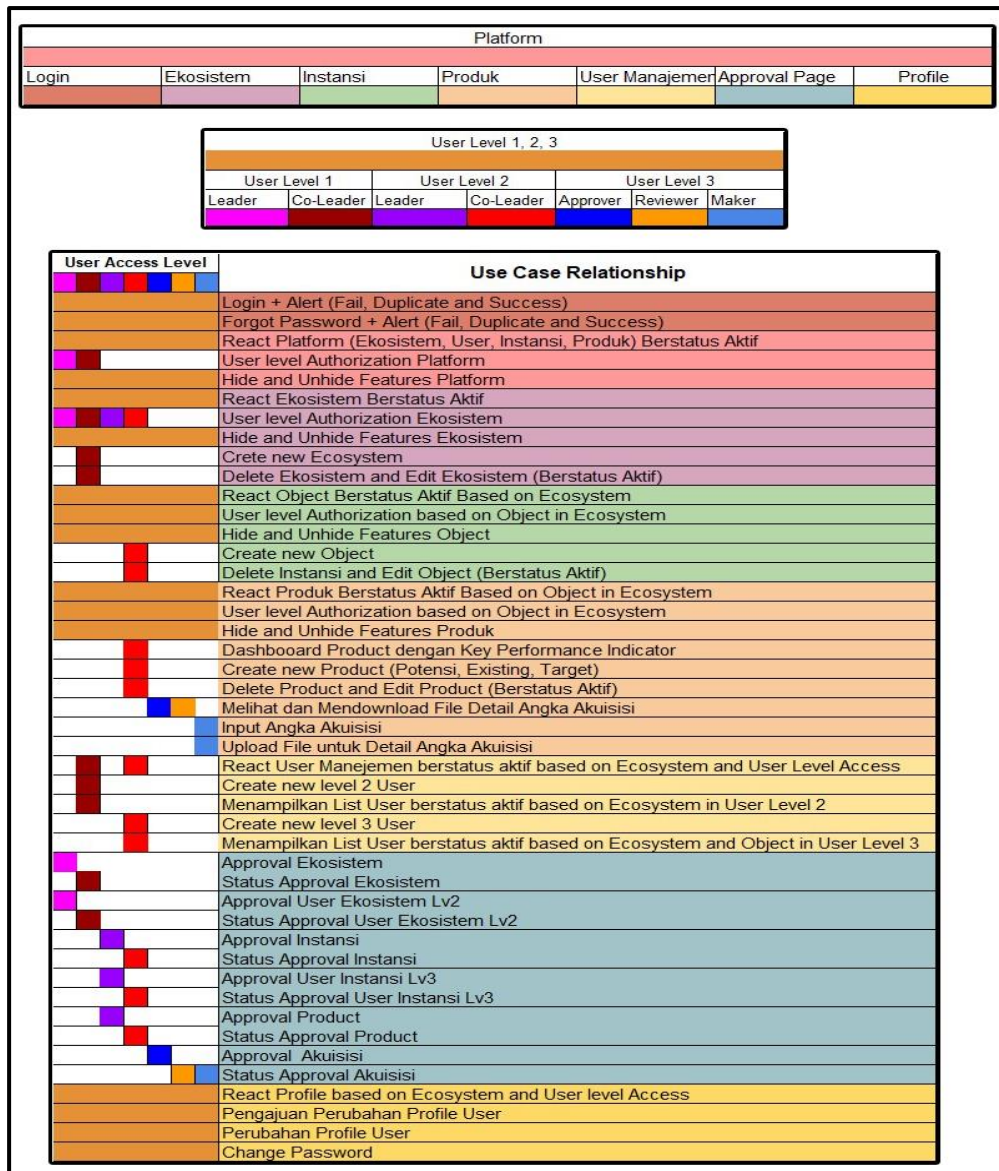 Platform
Login Ekosistem Instansi Produk User Manajemen Approval Page Profile
User Level 1, 2, 3
User Level 1 User Level 2 User Level 3
Leader Co-Leader Leader Co-Leader Approver Reviewer Maker
User Access Level Use Case Relationship
Login + Alert (Fail, Duplicate and Success)
Forgot Password + Alert (Fail, Duplicate and Success)
React Platform (Ekosistem, User, Instansi, Produk) Berstatus Aktif
User level Authorization Platform
Hide and Unhide Features Platform
React Ekosistem Berstatus Aktif
User level Authorization Ekosistem
Hide and Unhide Features Ekosistem
Crete new Ecosystem
Delete Ekosistem and Edit Ekosistem (Berstatus Aktif)
React Object Berstatus Aktif Based on Ecosystem
User level Authorization based on Object in Ecosystem
Hide and Unhide Features Object
Create new Object
Delete Instansi and Edit Object (Berstatus Aktif)
React Produk Berstatus Aktif Based on Object in Ecosystem
User level Authorization based on Object in Ecosystem
Hide and Unhide Features Produk
Dashbooard Product dengan Key Performance Indicator
Create new Product (Potensi, Existing, Target)
Delete Product and Edit Product (Berstatus Aktif)
Melihat dan Mendownload File Detail Angka Akuisisi
Input Angka Akuisisi
Upload File untuk Detail Angka Akuisisi
React User Manejemen berstatus aktif based on Ecosystem and User Level Access
Create new level 2 User
Menampilkan List User berstatus aktif based on Ecosystem in User Level 2
Create new level 3 User
Menampilkan List User berstatus aktif based on Ecosystem and Object in User Level 3
Approval Ekosistem
Status Approval Ekosistem
Approval User Ekosistem Lv2
Status Approval User Ekosistem Lv2
Approval Instansi
Status Approval Instansi
Approval User Instansi Lv3
Status Approval User Instansi Lv3
Approval Product
Status Approval Product
Approval Akuisisi
Status Approval Akuisisi
React Profile based on Ecosystem and User level Access
Pengajuan Perubahan Profile User
Perubahan Profile User
Change Password